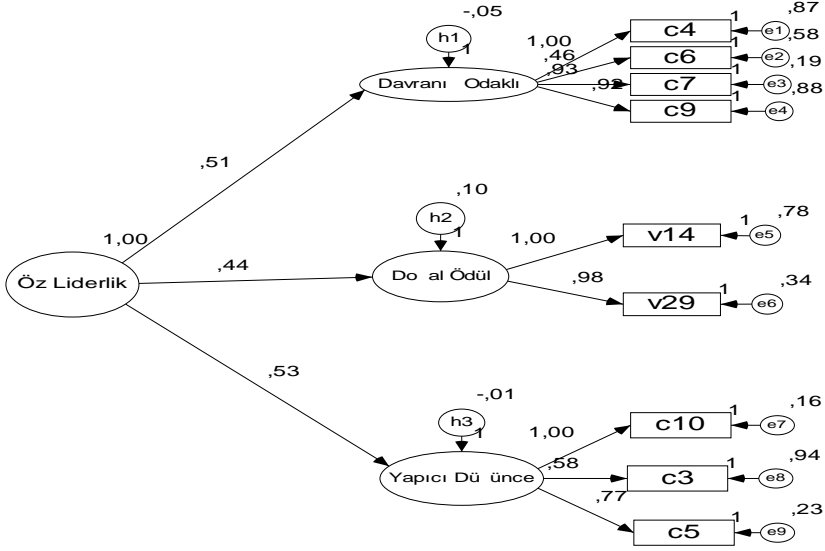 -,05
,87
h1
1
1,00
c4
1
e1
,58
,46
c6
1
e2
,19
Davranı Odaklı
,93
c7
1
e3
,88
,92
c9
1
e4
,51
,10
h2
1
,78
1,00
1,00
v14
1
e5
Öz Liderlik
,44
Do al Ödül
,98
,34
v29
1
e6
,53
-,01
h3
1
,16
1,00
c10
1
e7
,94
Yapıcı Dü ünce
,58
c3
1
e8
,77
,23
c5
1
e9